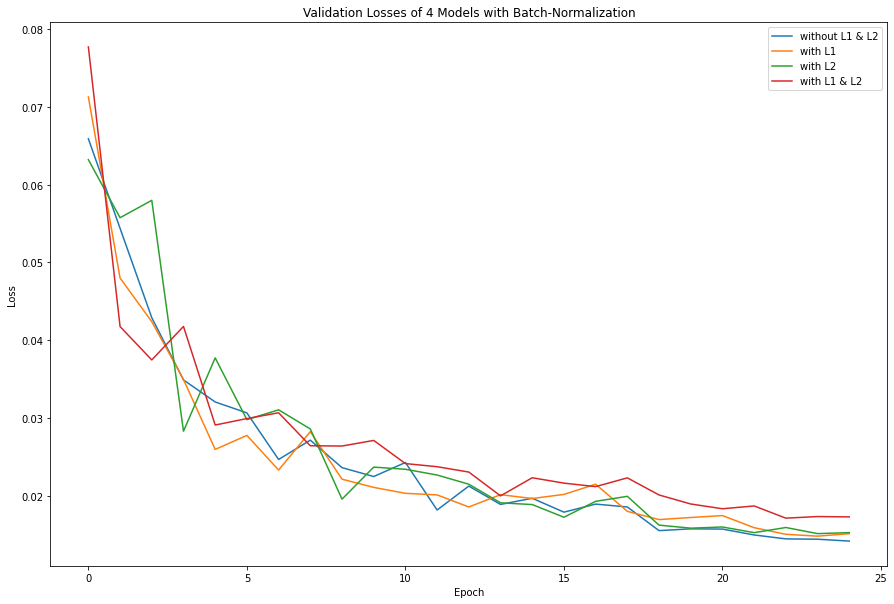 Validation Losses of 4 Models with Batch-Normalization
without L1 & L2
with L1
with L2
with L1 & L2
0.08
0.07
0.06
0.05
0.04
0.03
0.02
Loss
0
5
10
15
20
25
Epoch